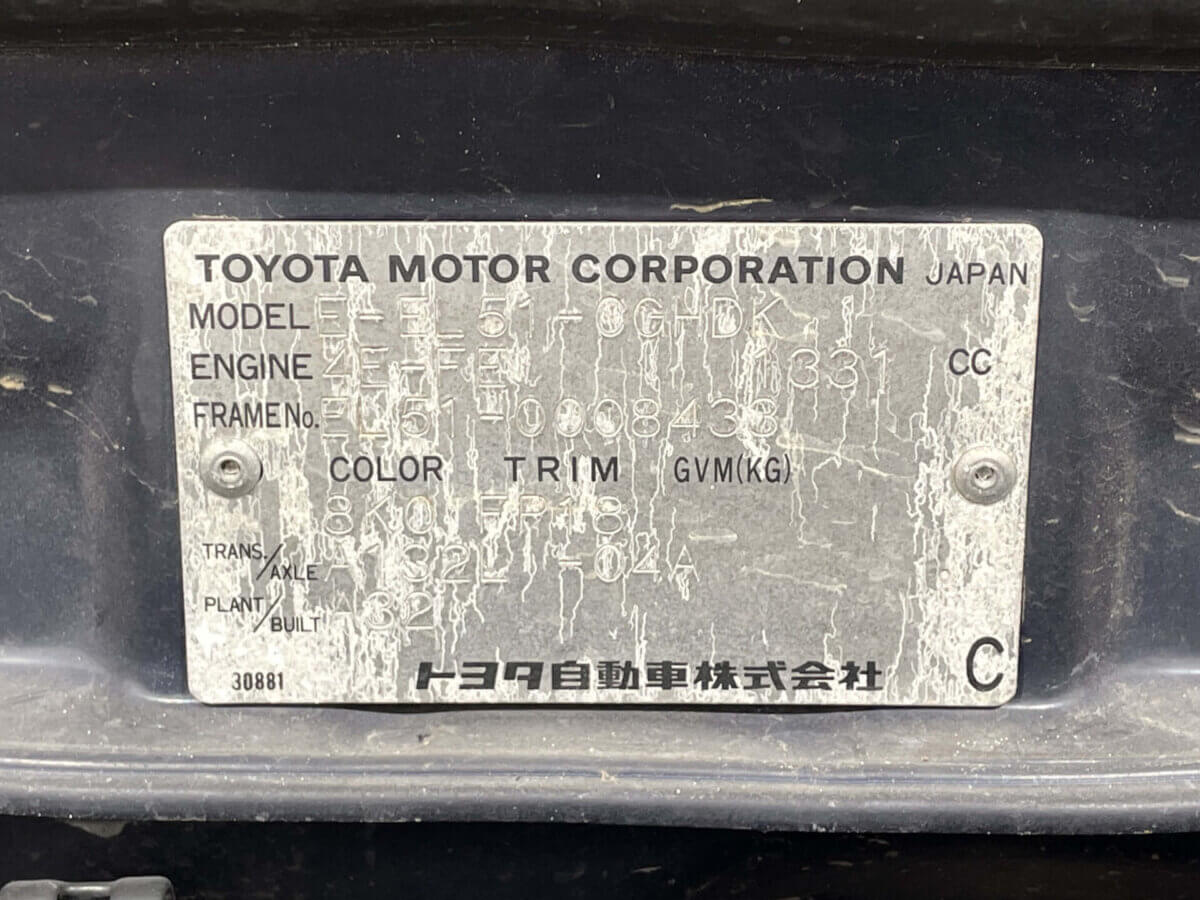 TOYOTA MOTOR CORPORATION JAPAN
MODEL E-EL51-CGHDK
ENGINE 4E-FE 1331 CC
FRAME No. EL51-0008433
COLOR TRIM GVM(KG)
8K0 FP18
TRANS./AXLE A132L -04A
PLANT/BUILT A32
30881 トヨタ自動車株式会社 C